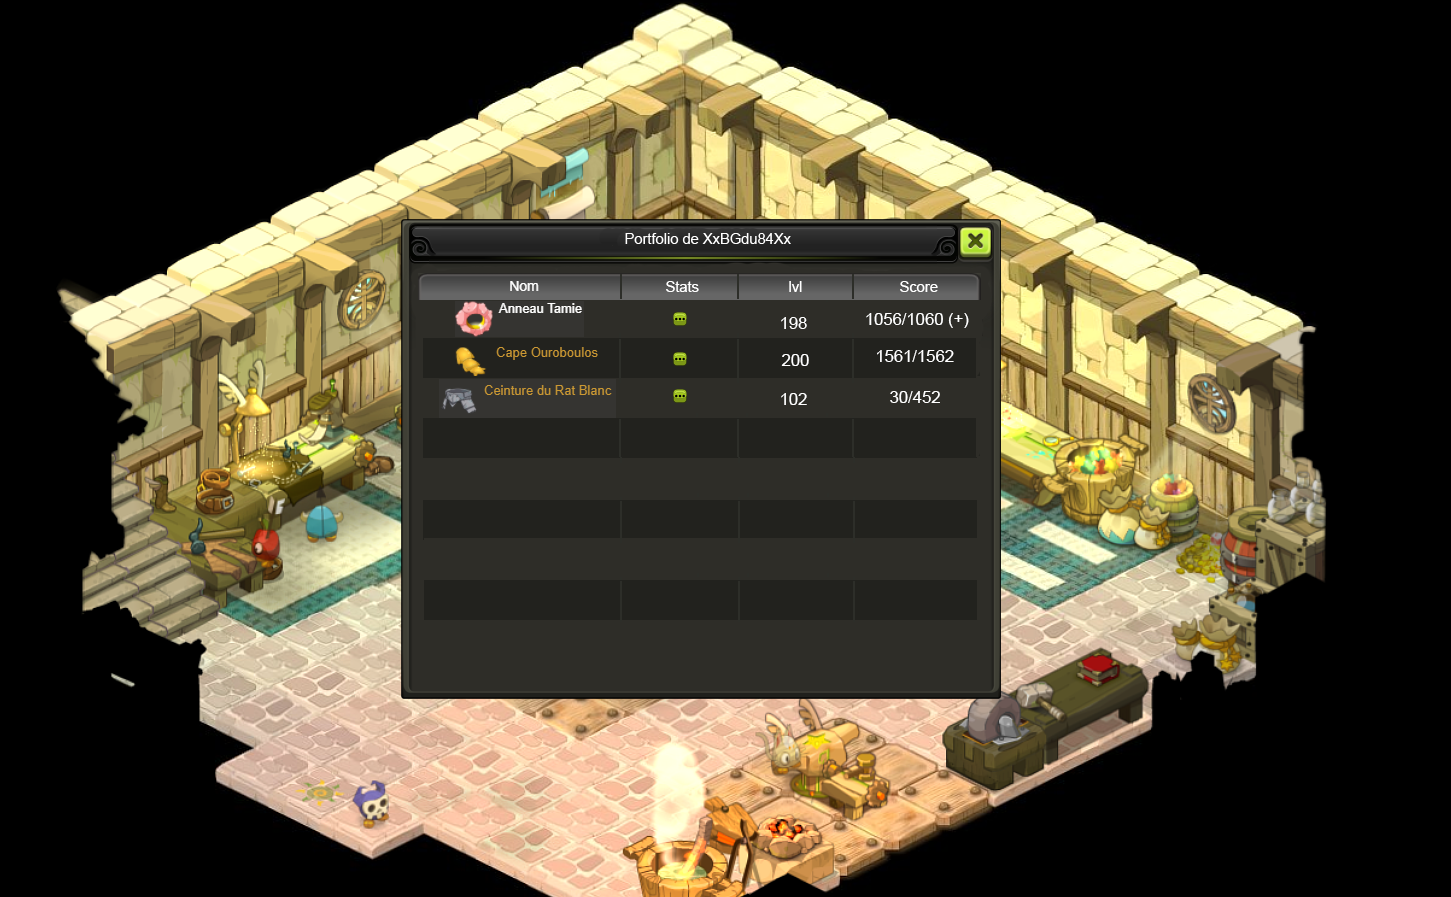 Portfolio de XxBGdu84Xx
Nom Stats lvl Score
Anneau Tamie 198 1056/1060 (+)
Cape Ouroboulos 200 1561/1562
Ceinture du Rat Blanc 102 30/452